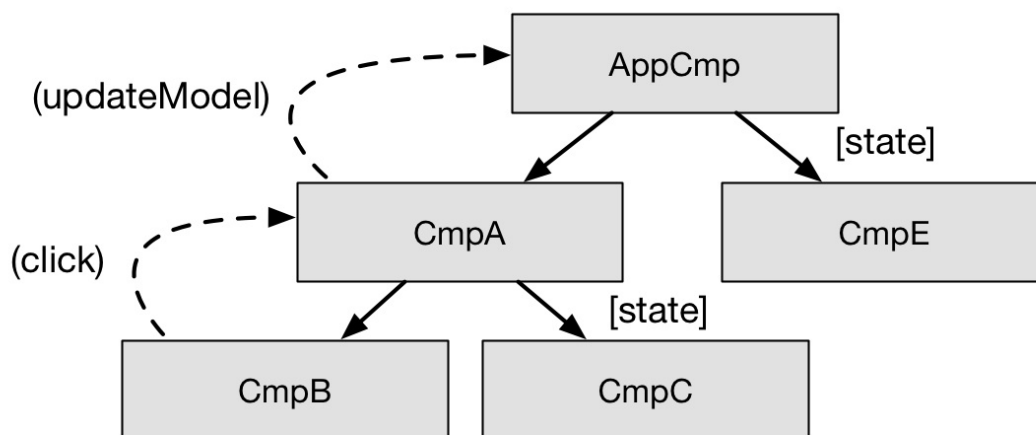 AppCmp
(updateModel)
[state]
CmpA
CmpE
(click)
[state]
CmpB
CmpC